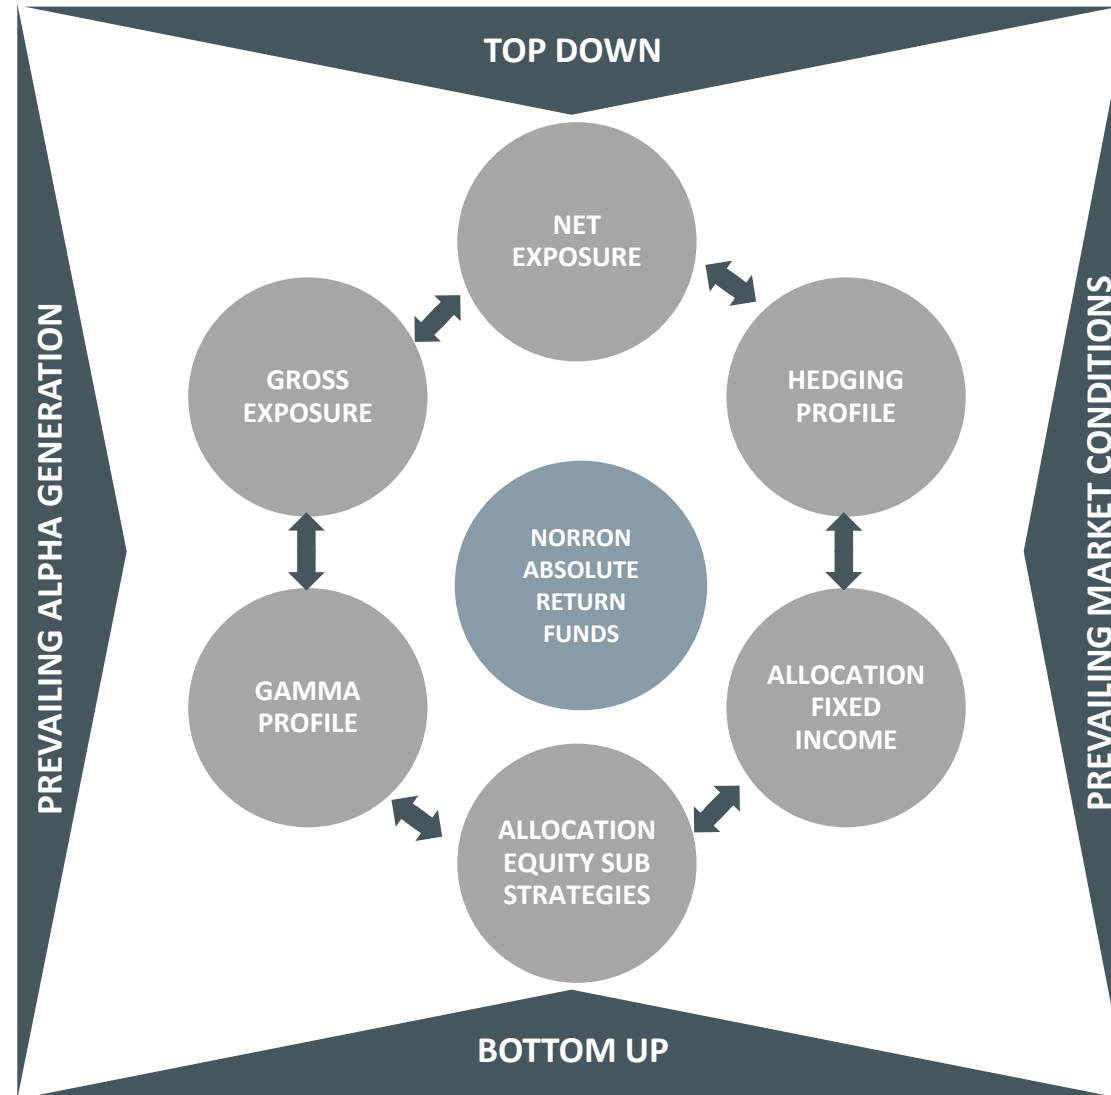 TOP DOWN
NET
EXPOSURE
GROSS
EXPOSURE
HEDGING
PROFILE
PREVAILING ALPHA GENERATION
PREVAILING MARKET CONDITIONS
NORRON
ABSOLUTE
RETURN
FUNDS
GAMMA
PROFILE
ALLOCATION
FIXED
INCOME
ALLOCATION
EQUITY SUB
STRATEGIES
BOTTOM UP